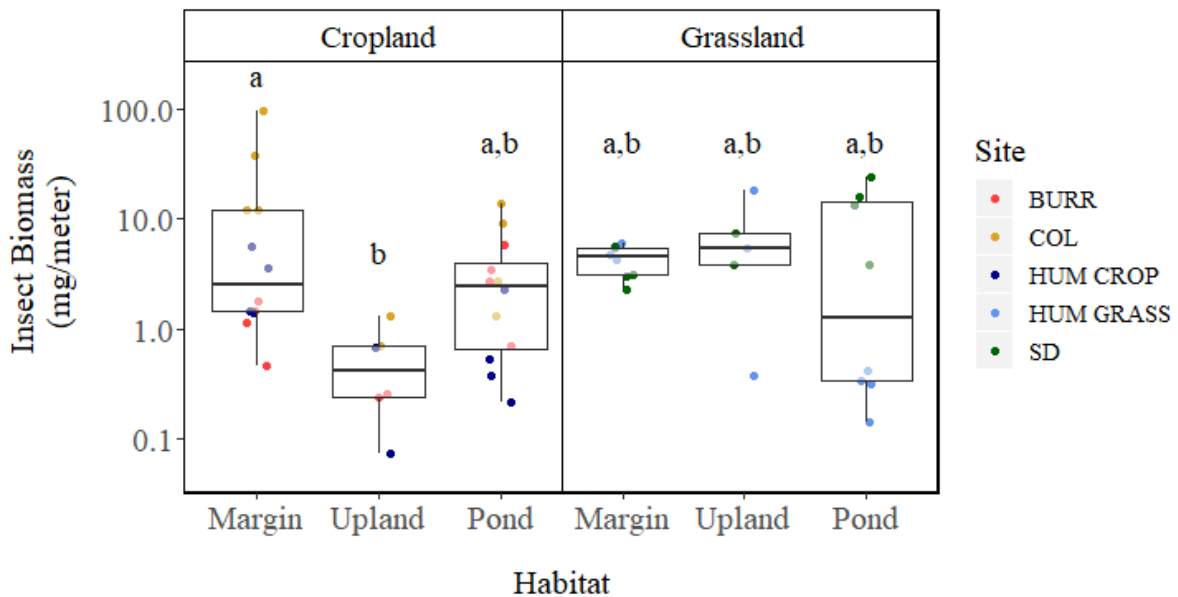 Cropland Grassland
a
b
a,b
a,b
a,b
a,b
100.0
10.0
1.0
0.1
Insect Biomass
(mg/meter)
Margin Upland Pond Margin Upland Pond
Habitat
Site
BURR
COL
HUM CROP
HUM GRASS
SD